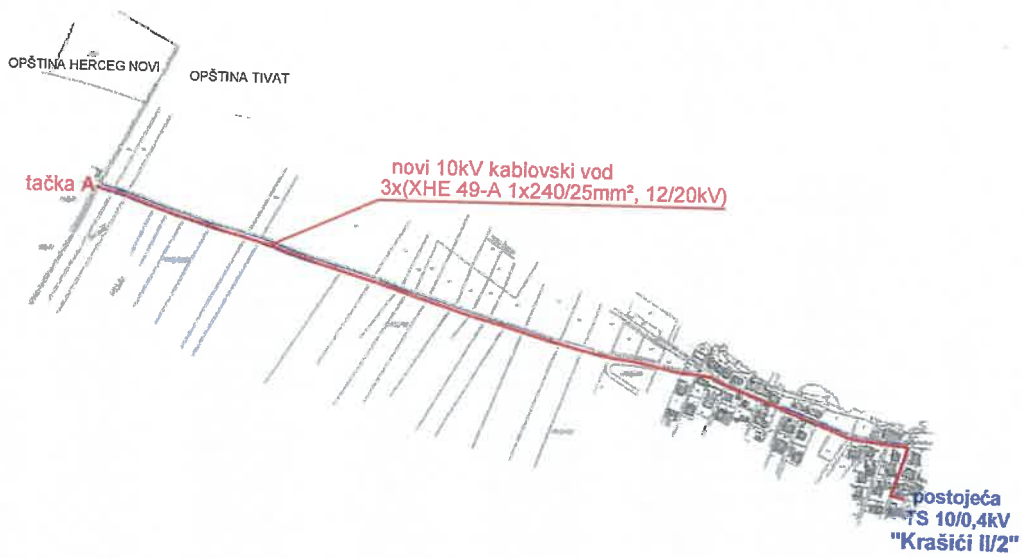 OPŠTINA HERCEG NOVI
OPŠTINA TIVAT
novi 10kV kablovski vod
3x(XHE 49-A 1x240/25mm², 12/20kV)
tačka A
postojeća
TS 10/0,4kV
"Krašići II/2"